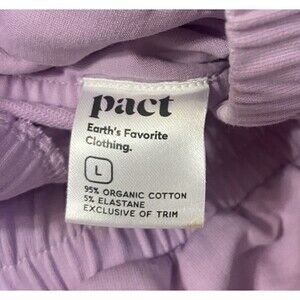 pact
Earth's Favorite
Clothing.
L
95% ORGANIC COTTON
5% ELASTANE
EXCLUSIVE OF TRIM